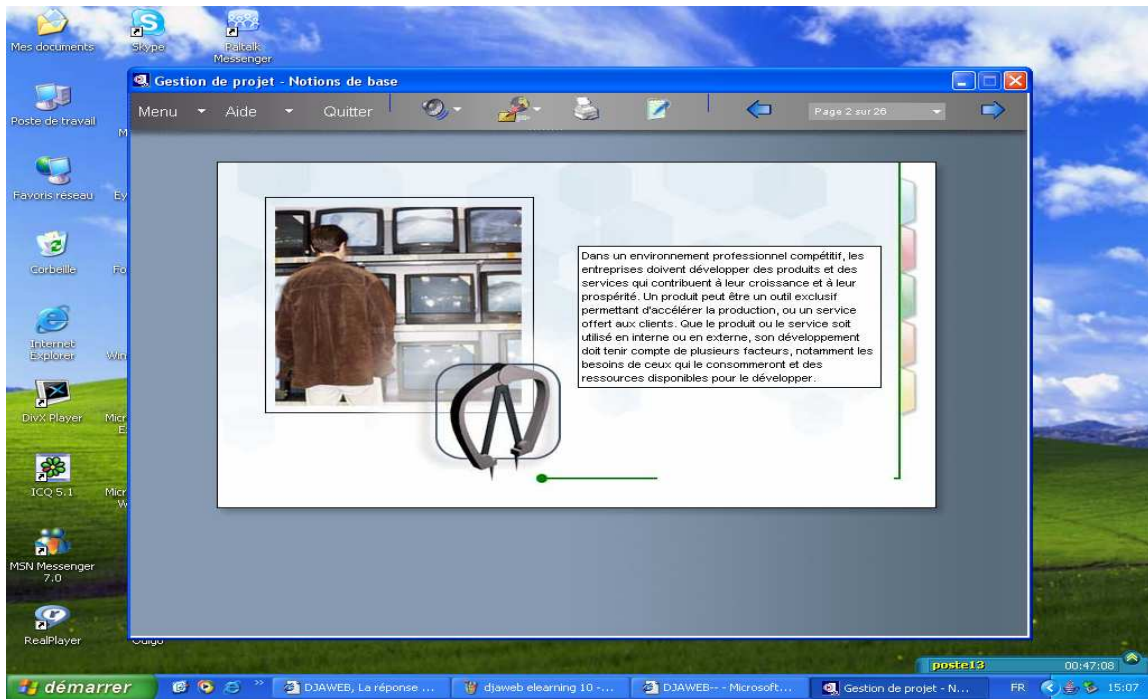 Mes documents
Skype
Paltalk
Messenger
Gestion de projet - Notions de base
Menu
Aide
Quitter
Page 2 sur 26
Poste de travail
M
Favoris réseau
Ey
Dans un environnement professionnel compétitif, les
entreprises doivent développer des produits et des
services qui contribuent à leur croissance et à leur
prospérité. Un produit peut être un outil exclusif
permettant d'accélérer la production, ou un service
offert aux clients. Que le produit ou le service soit
utilisé en interne ou en externe, son développement
doit tenir compte de plusieurs facteurs, notamment les
besoins de ceux qui le consommeront et des
ressources disponibles pour le développer.
Corbeille
Fo
Internet
Explorer
Win
DivX Player
Micr
E
ICQ 5.1
Micr
W
MSN Messenger
7.0
RealPlayer
poste13
00:47:08
démarrer
DJAWEB, La réponse ...
djaweb elearning 10 -...
DJAWEB-- - Microsoft...
Gestion de projet - N...
FR
15:07